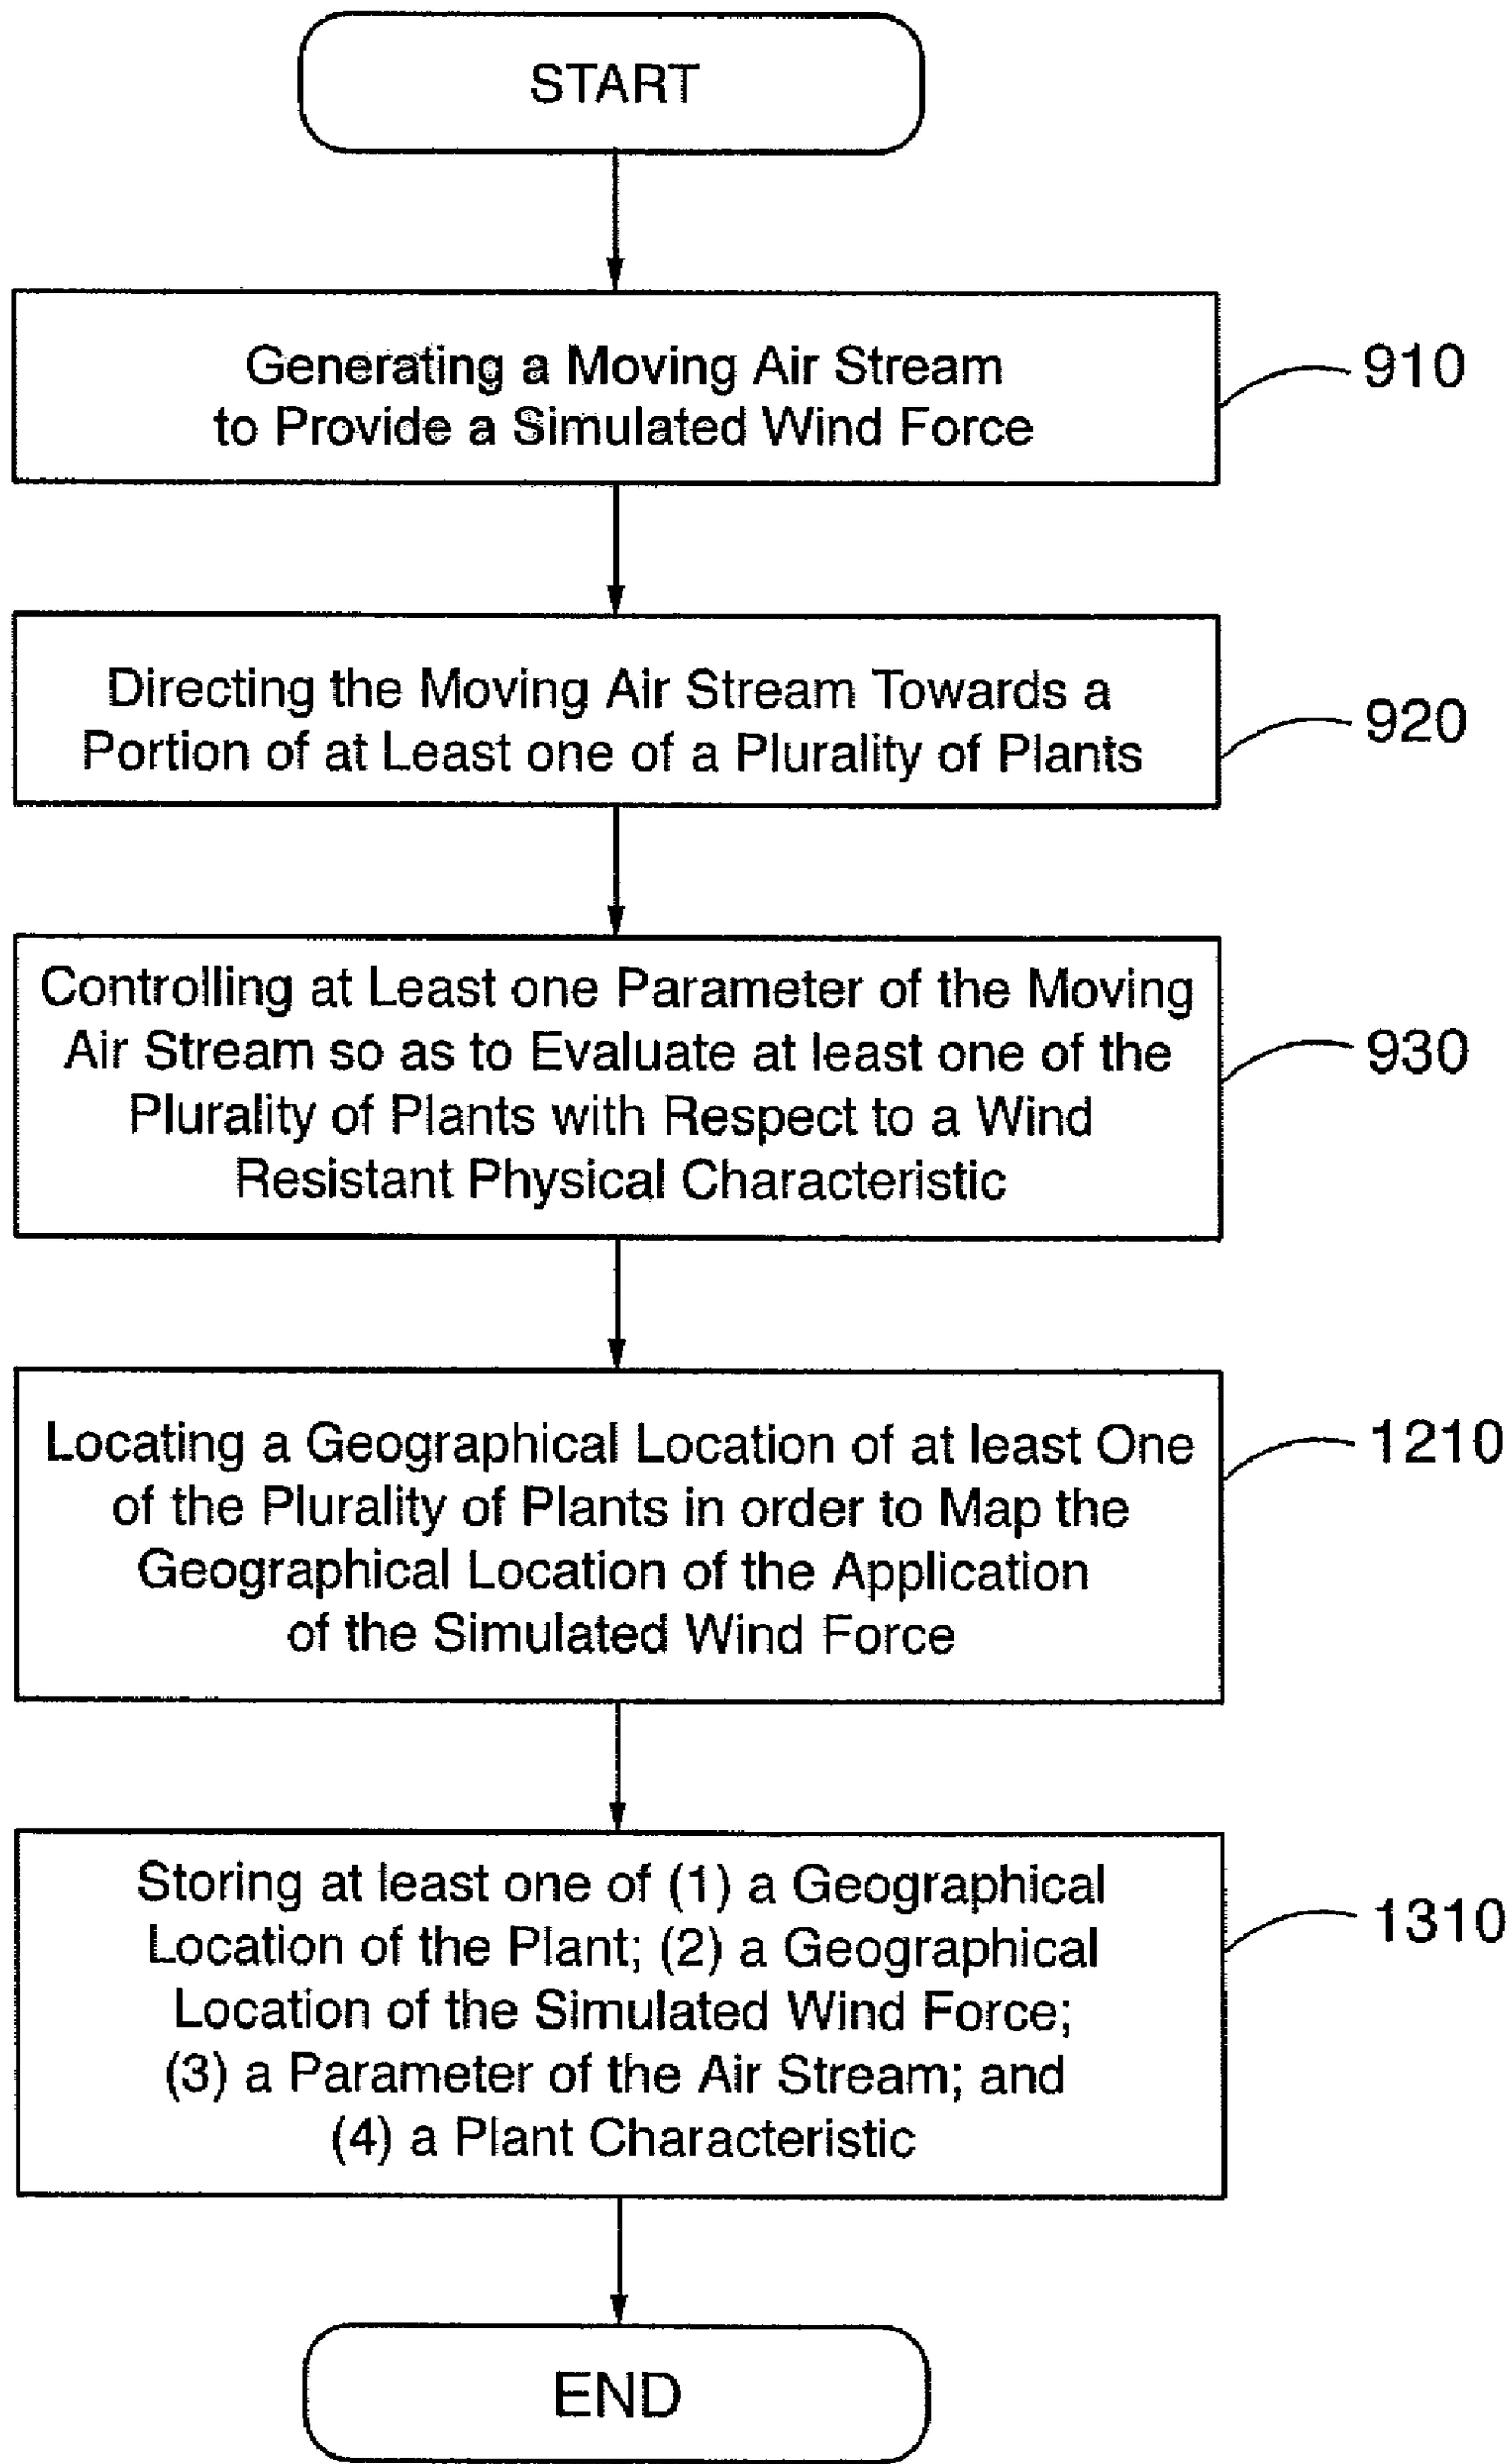 START
Generating a Moving Air Stream
to Provide a Simulated Wind Force
910
Directing the Moving Air Stream Towards a
Portion of at Least one of a Plurality of Plants
920
Controlling at Least one Parameter of the Moving
Air Stream so as to Evaluate at least one of the
Plurality of Plants with Respect to a Wind
Resistant Physical Characteristic
930
Locating a Geographical Location of at least One
of the Plurality of Plants in order to Map the
Geographical Location of the Application
of the Simulated Wind Force
1210
Storing at least one of (1) a Geographical
Location of the Plant; (2) a Geographical
Location of the Simulated Wind Force;
(3) a Parameter of the Air Stream; and
(4) a Plant Characteristic
1310
END